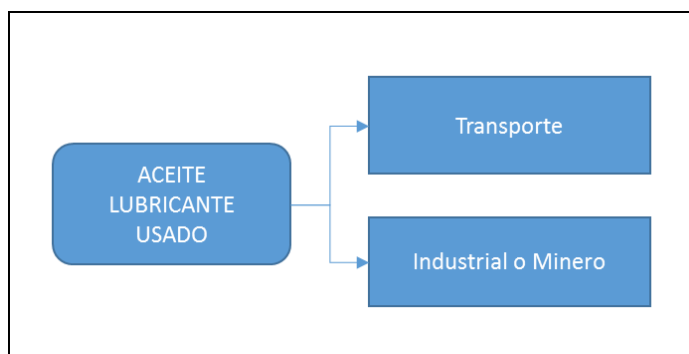 ACEITE
LUBRICANTE
USADO
Transporte
Industrial o Minero